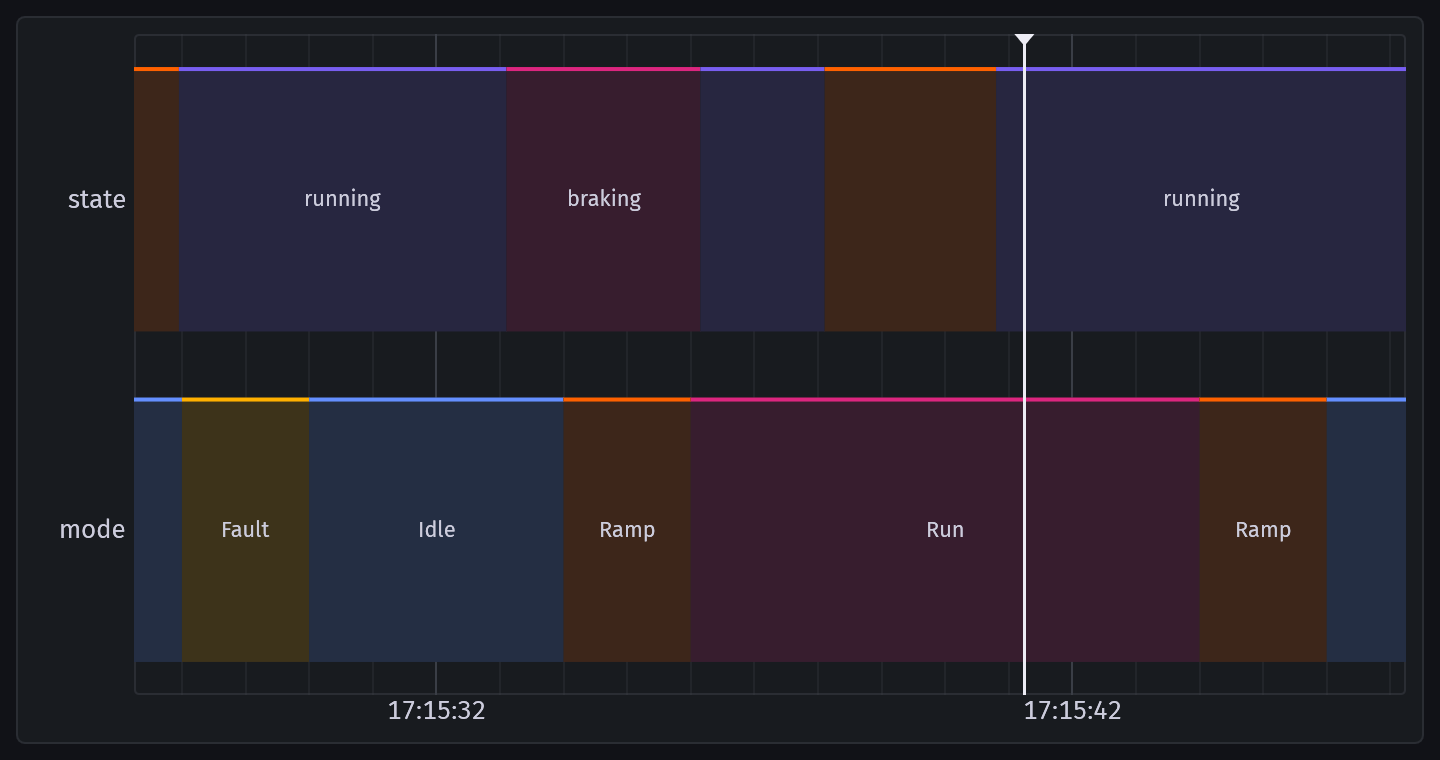 state
running
braking
running
mode
Fault
Idle
Ramp
Run
Ramp
17:15:32
17:15:42